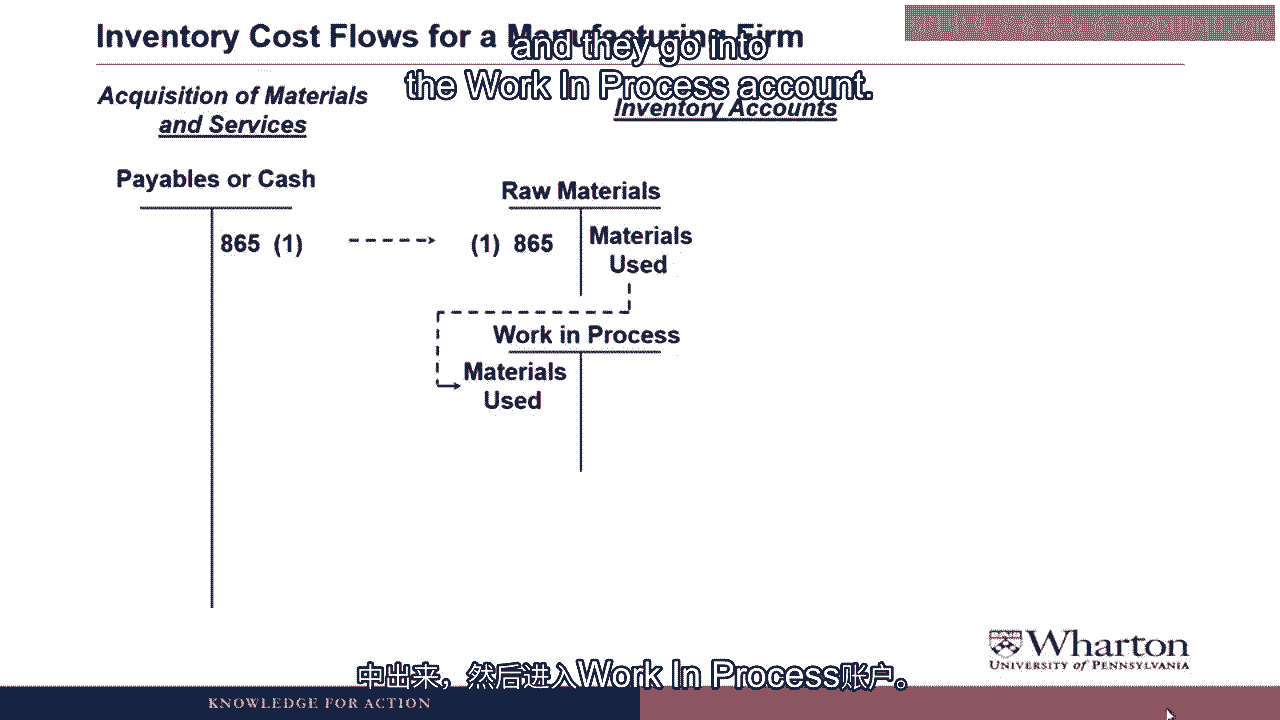 Inventory Cost Flows for a Manufacturing Firm
and they go into
the Work In Process account.
Acquisition of Materials
and Services
Inventory Accounts
Payables or Cash
865 (1)
Raw Materials
(1) 865
Materials
Used
Work in Process
Materials
Used
Wharton
UNIVERSITY of PENNSYLVANIA
中出来，然后进入Work In Process账户。
KNOWLEDGE FOR ACTION